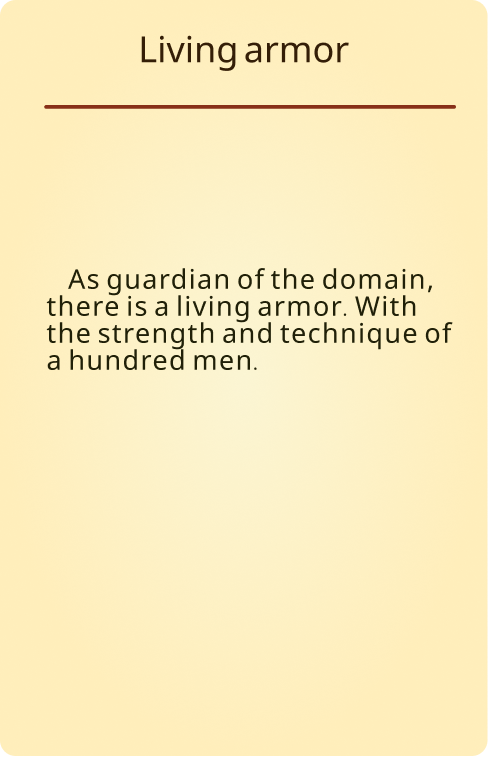 Living armor
As guardian of the domain,
there is a living armor. With
the strength and technique of
a hundred men.